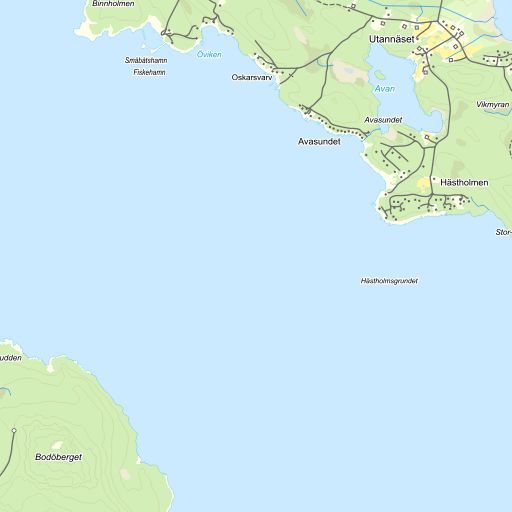 Binnholmen
Utannäset
Öviken
Småbåtshamn
Fiskehamn
Oskarsvarv
Avan
Vikmyran
Avasundet
Avasundet
Hästholmen
Stor-
Hästholmsgrundet
udden
Bodöberget